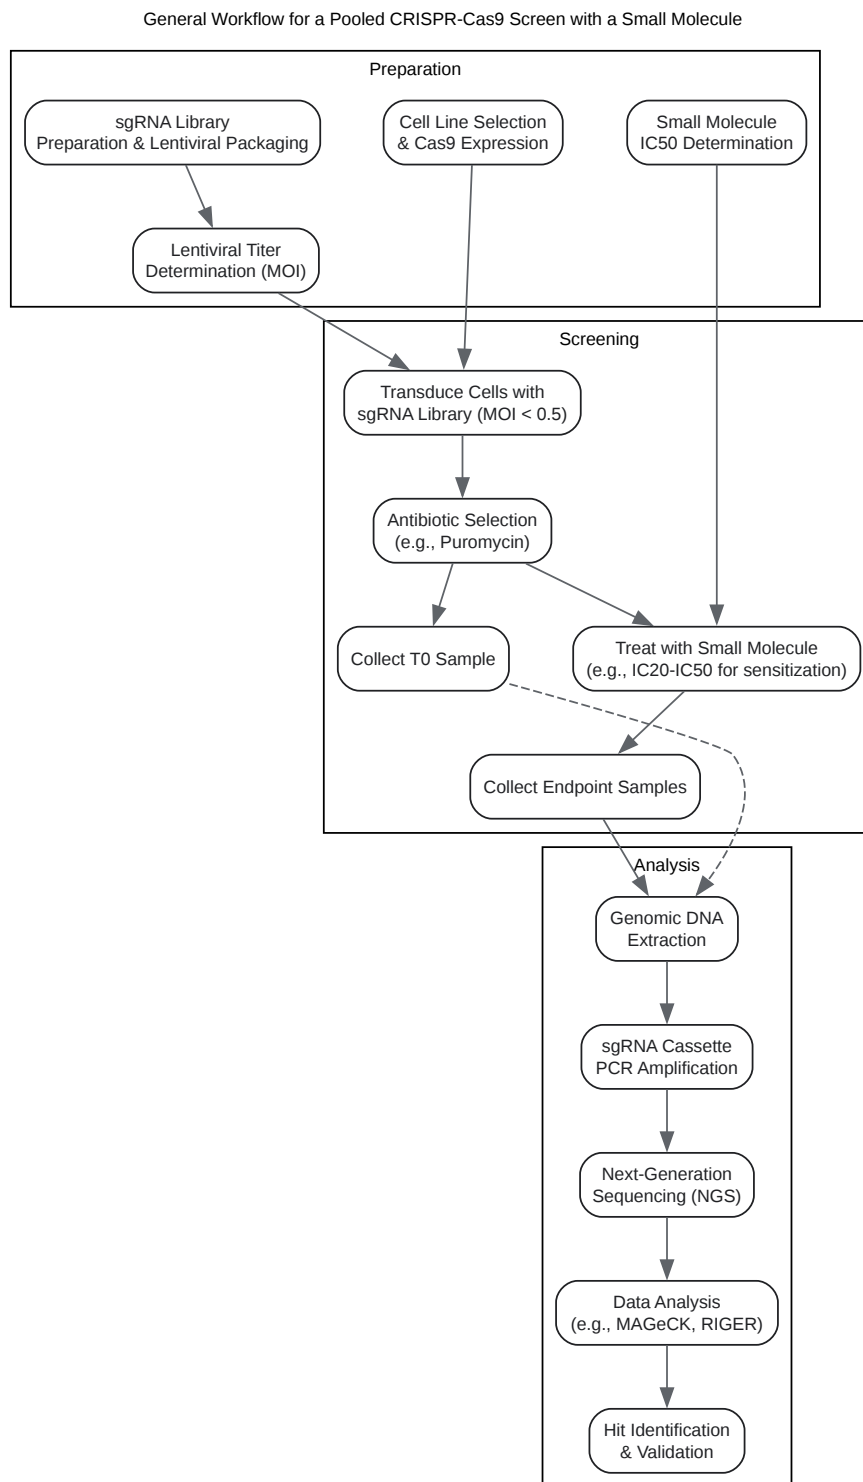 General Workflow for a Pooled CRISPR-Cas9 Screen with a Small Molecule
Preparation
sgRNA Library
Preparation & Lentiviral Packaging
Cell Line Selection
& Cas9 Expression
Small Molecule
IC50 Determination
Lentiviral Titer
Determination (MOI)
Screening
Transduce Cells with
sgRNA Library (MOI < 0.5)
Antibiotic Selection
(e.g., Puromycin)
Collect T0 Sample
Treat with Small Molecule
(e.g., IC20-IC50 for sensitization)
Collect Endpoint Samples
Analysis
Genomic DNA
Extraction
sgRNA Cassette
PCR Amplification
Next-Generation
Sequencing (NGS)
Data Analysis
(e.g., MAGeCK, RIGER)
Hit Identification
& Validation